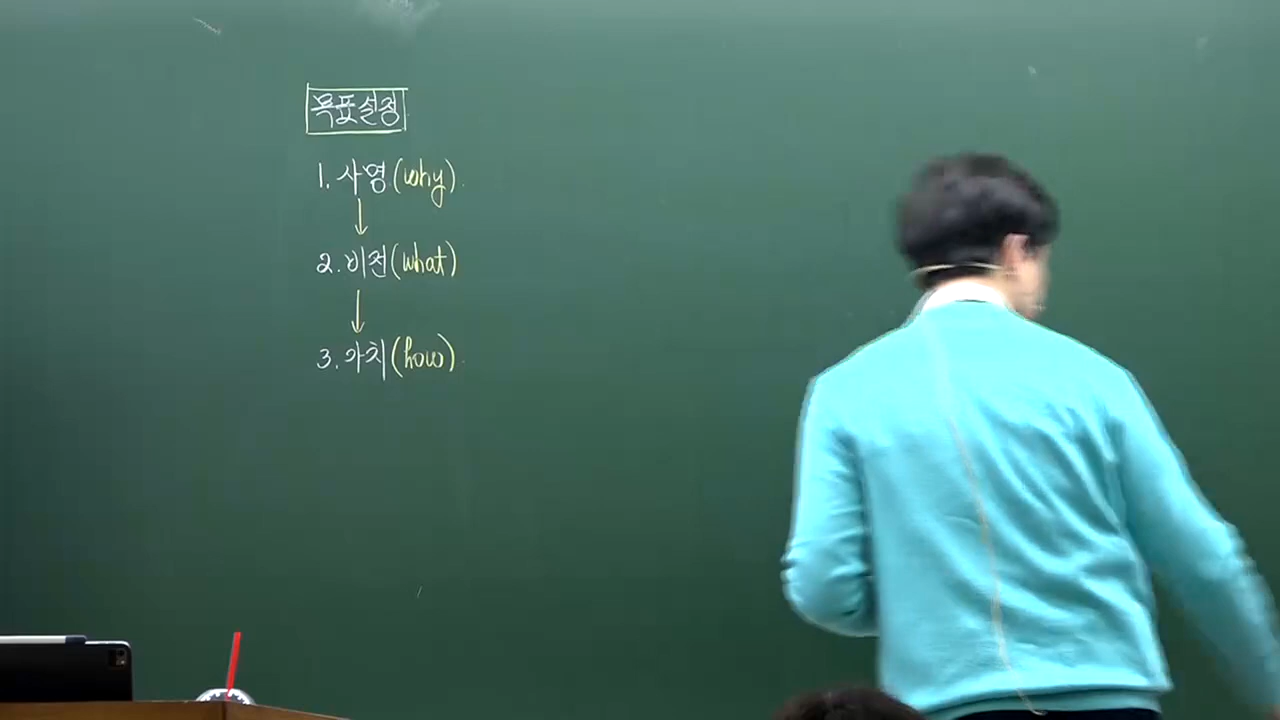 목표설정
1. 사명(why).
↓
2. 비전(what)
↓
3. 가치(how).